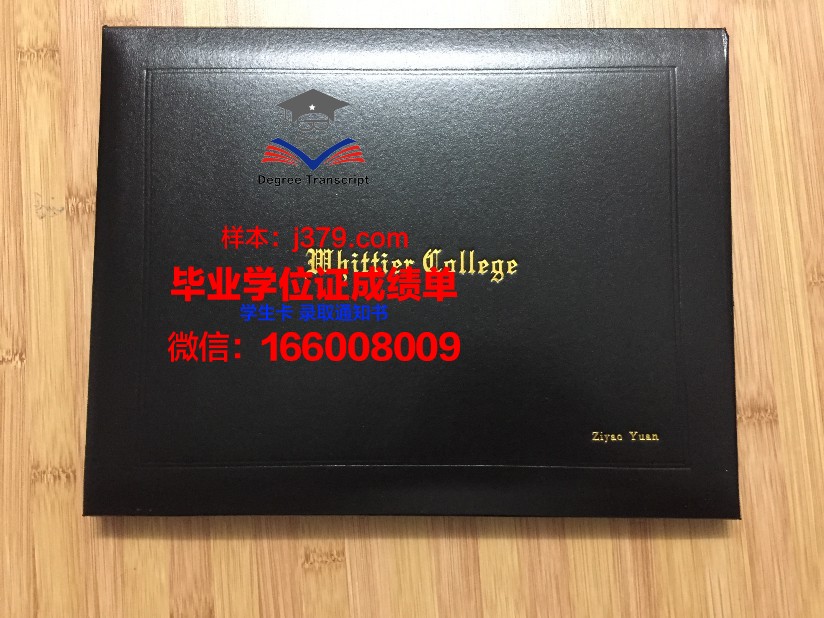 Degree Transcript
样本：j379.com
Whittier College
毕业学位证成绩单
学生卡 录取通知书
微信：166008009
Ziyao Yuan